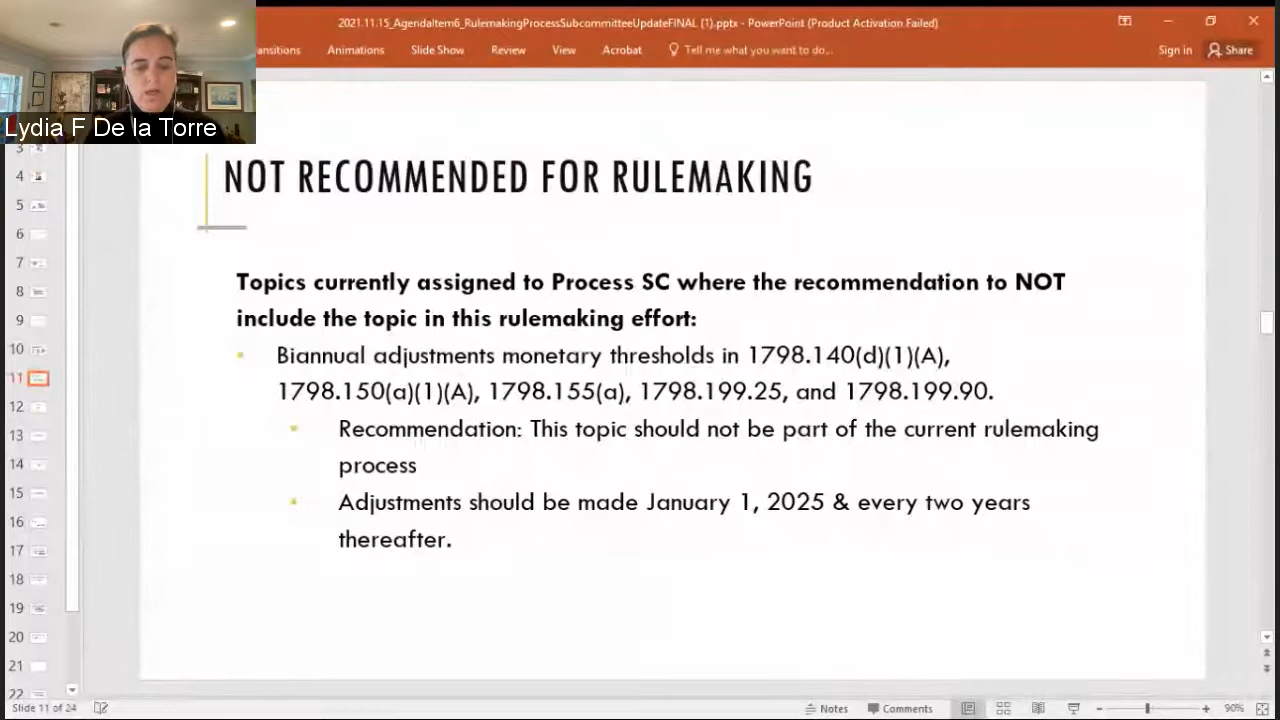 2021.11.15_AgendaItem6_RulemakingProcessSubcommitteeUpdateFINAL (1).pptx - PowerPoint (Product Activation Failed)
ansitions Animations Slide Show Review View Acrobat Tell me what you want to do... Sign in Share
Lydia F De la Torre
3
4
5
6
7
8
9
10
11
12
13
14
15
16
17
18
19
20
21
22
NOT RECOMMENDED FOR RULEMAKING
Topics currently assigned to Process SC where the recommendation to NOT
include the topic in this rulemaking effort:
Biannual adjustments monetary thresholds in 1798.140(d)(1)(A),
1798.150(a)(1)(A), 1798.155(a), 1798.199.25, and 1798.199.90.
Recommendation: This topic should not be part of the current rulemaking
process
Adjustments should be made January 1, 2025 & every two years
thereafter.
Slide 11 of 24 Notes Comments 90%